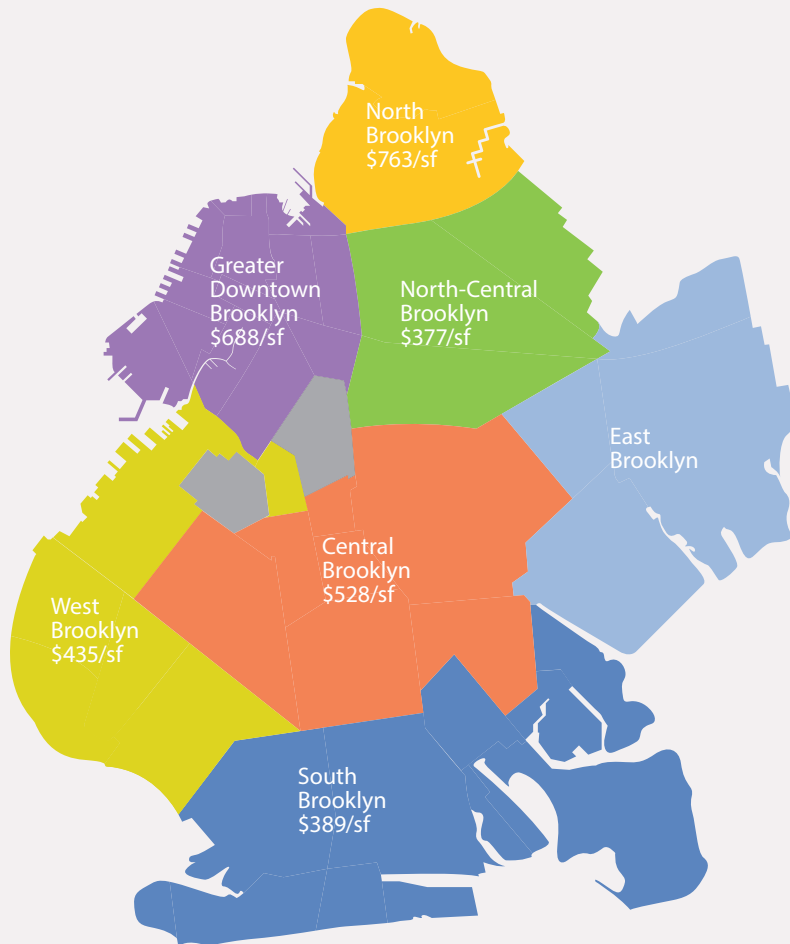 North
Brooklyn
$763/sf
Greater
Downtown
Brooklyn
$688/sf
North-Central
Brooklyn
$377/sf
East
Brooklyn
Central
Brooklyn
$528/sf
West
Brooklyn
$435/sf
South
Brooklyn
$389/sf